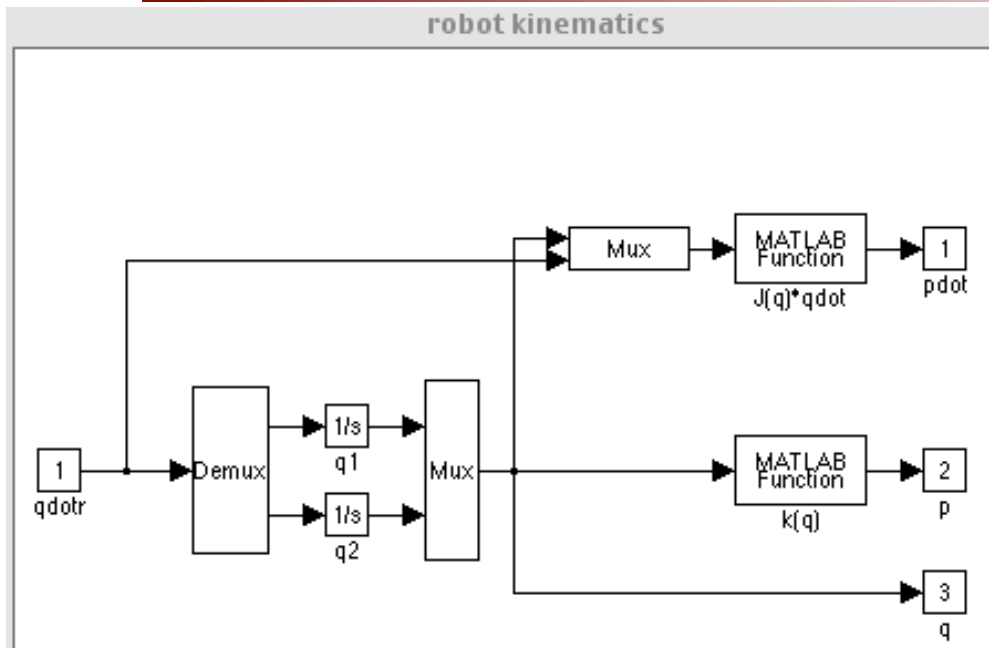 robot kinematics
Mux
MATLAB
Function
J(q)*qdot
1
pdot
1
qdotr
Demux
1/s
q1
1/s
q2
Mux
MATLAB
Function
k(q)
2
p
3
q